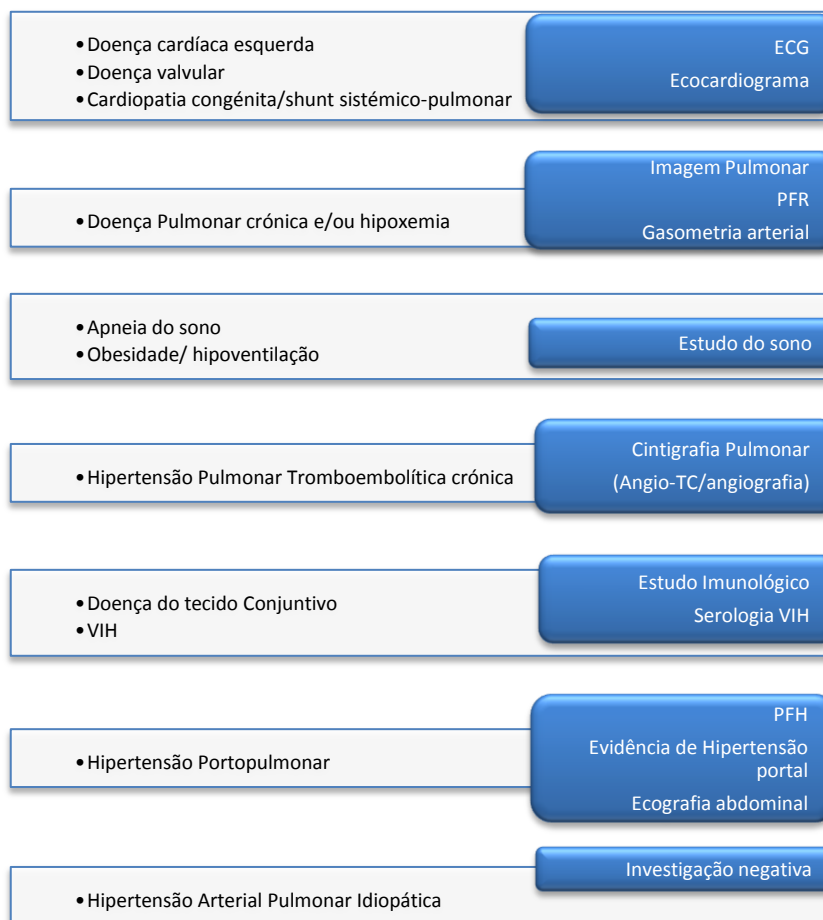 • Doença cardíaca esquerda
• Doença valvular
• Cardiopatia congénita/shunt sistémico-pulmonar
ECG
Ecocardiograma
• Doença Pulmonar crónica e/ou hipoxemia
Imagem Pulmonar
PFR
Gasometria arterial
• Apneia do sono
• Obesidade/ hipoventilação
Estudo do sono
• Hipertensão Pulmonar Tromboembolítica crónica
Cintigrafia Pulmonar
(Angio-TC/angiografia)
• Doença do tecido Conjuntivo
• VIH
Estudo Imunológico
Serologia VIH
• Hipertensão Portopulmonar
PFH
Evidência de Hipertensão
portal
Ecografia abdominal
• Hipertensão Arterial Pulmonar Idiopática
Investigação negativa